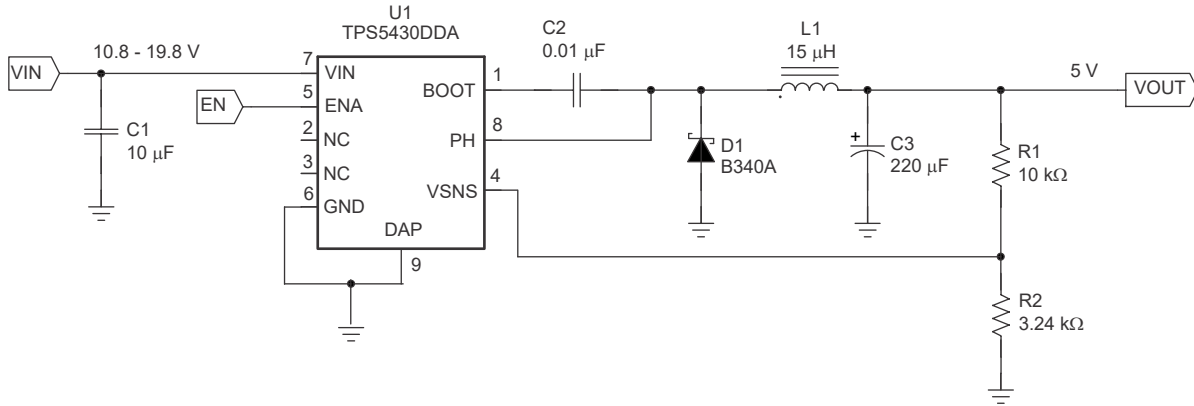 U1
TPS5430DDA
VIN
10.8 - 19.8 V
C1
10 μF
EN
7
5
2
3
6
VIN
ENA
NC
NC
GND
BOOT
PH
VSNS
DAP
1
8
4
9
C2
0.01 μF
D1
B340A
L1
15 μH
+
C3
220 μF
5 V
VOUT
R1
10 kΩ
R2
3.24 kΩ